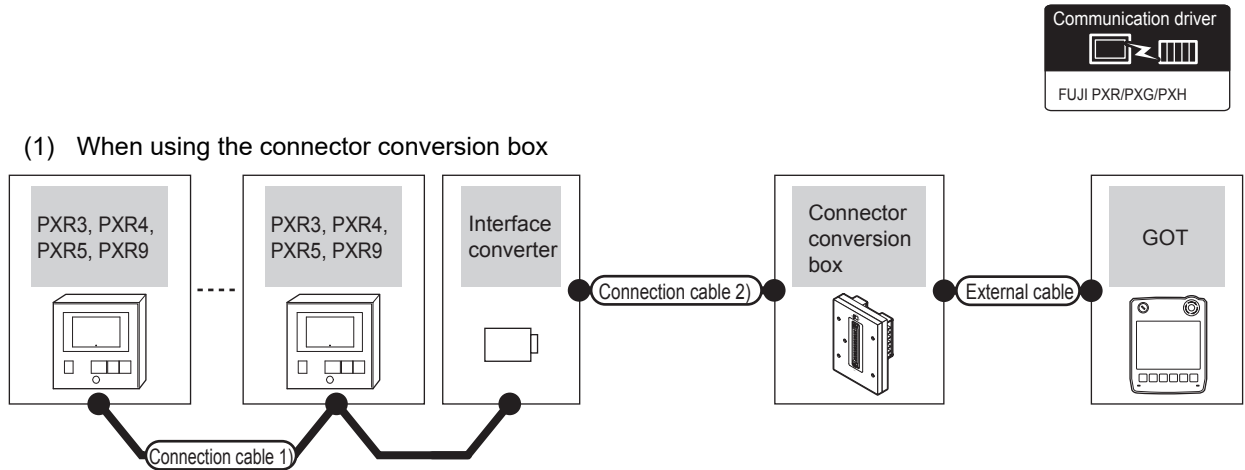 Communication driver
FUJI PXR/PXG/PXH
(1) When using the connector conversion box
PXR3, PXR4,
PXR5, PXR9
PXR3, PXR4,
PXR5, PXR9
Interface
converter
Connector
conversion
box
GOT
Connection cable 2)
External cable
Connection cable 1)